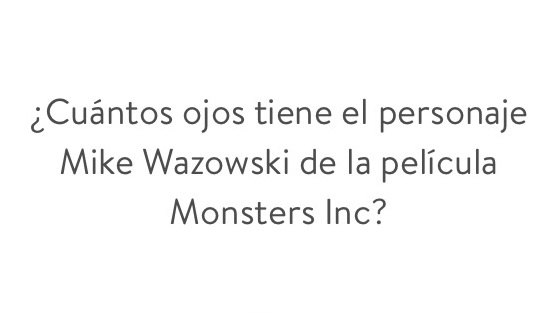 ¿Cuántos ojos tiene el personaje
Mike Wazowski de la película
Monsters Inc?